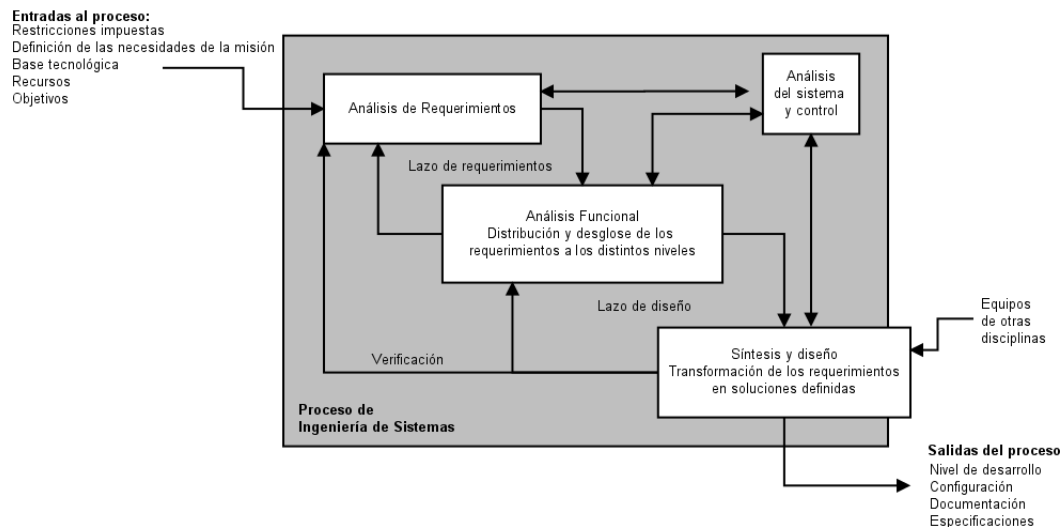 Entradas al proceso:
Restricciones impuestas
Definición de las necesidades de la misión
Base tecnológica
Recursos
Objetivos
Análisis de Requerimientos
Análisis
del sistema
y control
Lazo de requerimientos
Análisis Funcional
Distribución y desglose de los
requerimientos a los distintos niveles
Lazo de diseño
Equipos
de otras
disciplinas
Verificación
Síntesis y diseño
Transformación de los requerimientos
en soluciones definidas
Proceso de
Ingeniería de Sistemas
Salidas del proceso
Nivel de desarrollo
Configuración
Documentación
Especificaciones